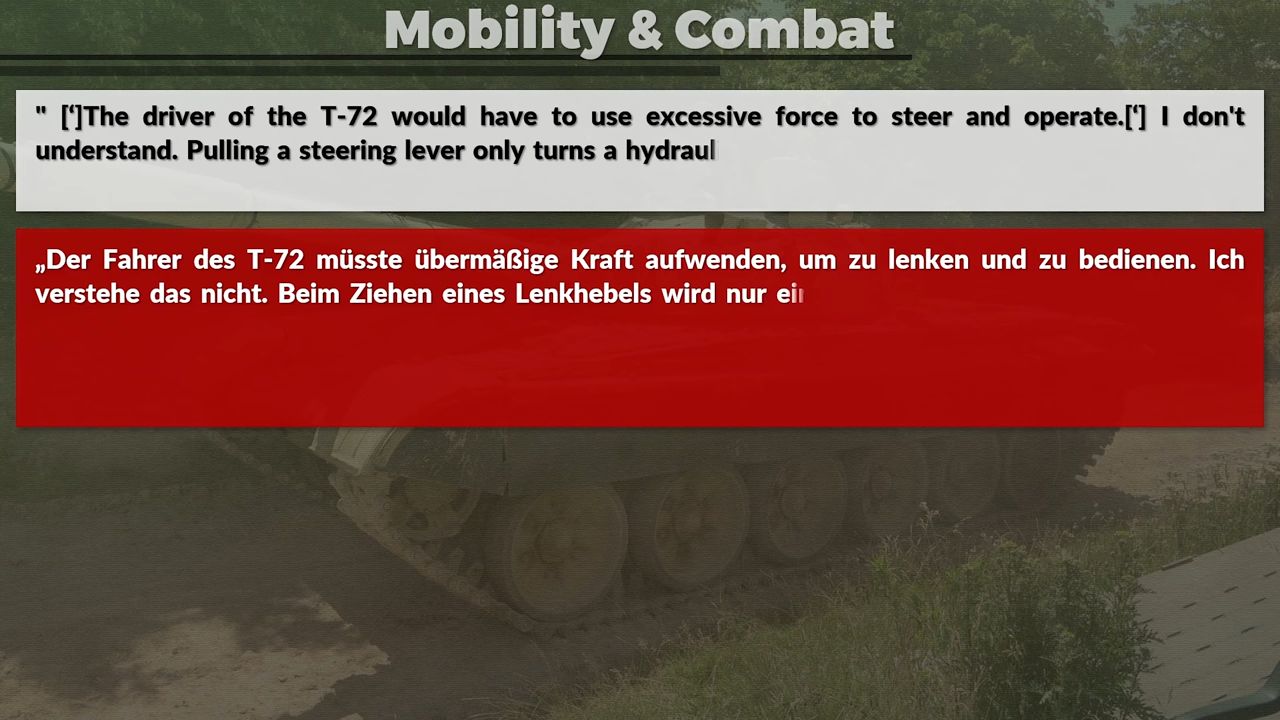 Mobility & Combat
" [‘]The driver of the T-72 would have to use excessive force to steer and operate.[‘] I don't
understand. Pulling a steering lever only turns a hydraul
„Der Fahrer des T-72 müsste übermäßige Kraft aufwenden, um zu lenken und zu bedienen. Ich
verstehe das nicht. Beim Ziehen eines Lenkhebels wird nur ein